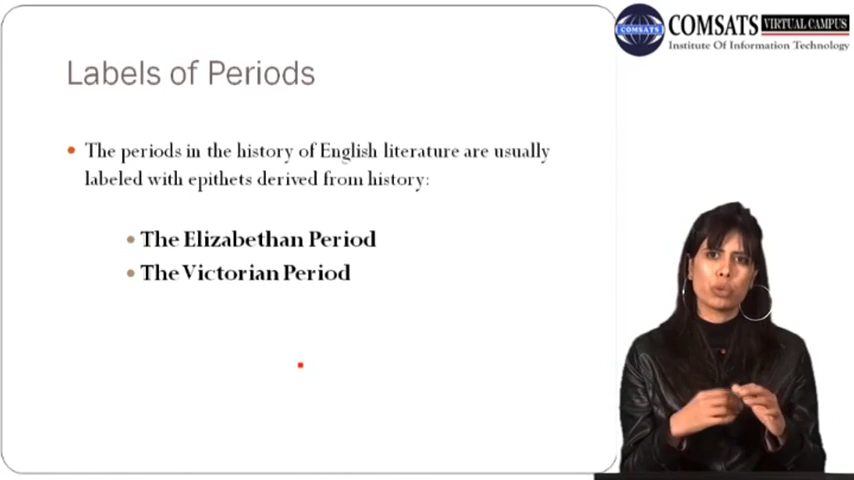 COMSATS VIRTUAL CAMPUS
COMSATS
Institute Of Information Technology
Labels of Periods
The periods in the history of English literature are usually
labeled with epithets derived from history:
The Elizabethan Period
The Victorian Period